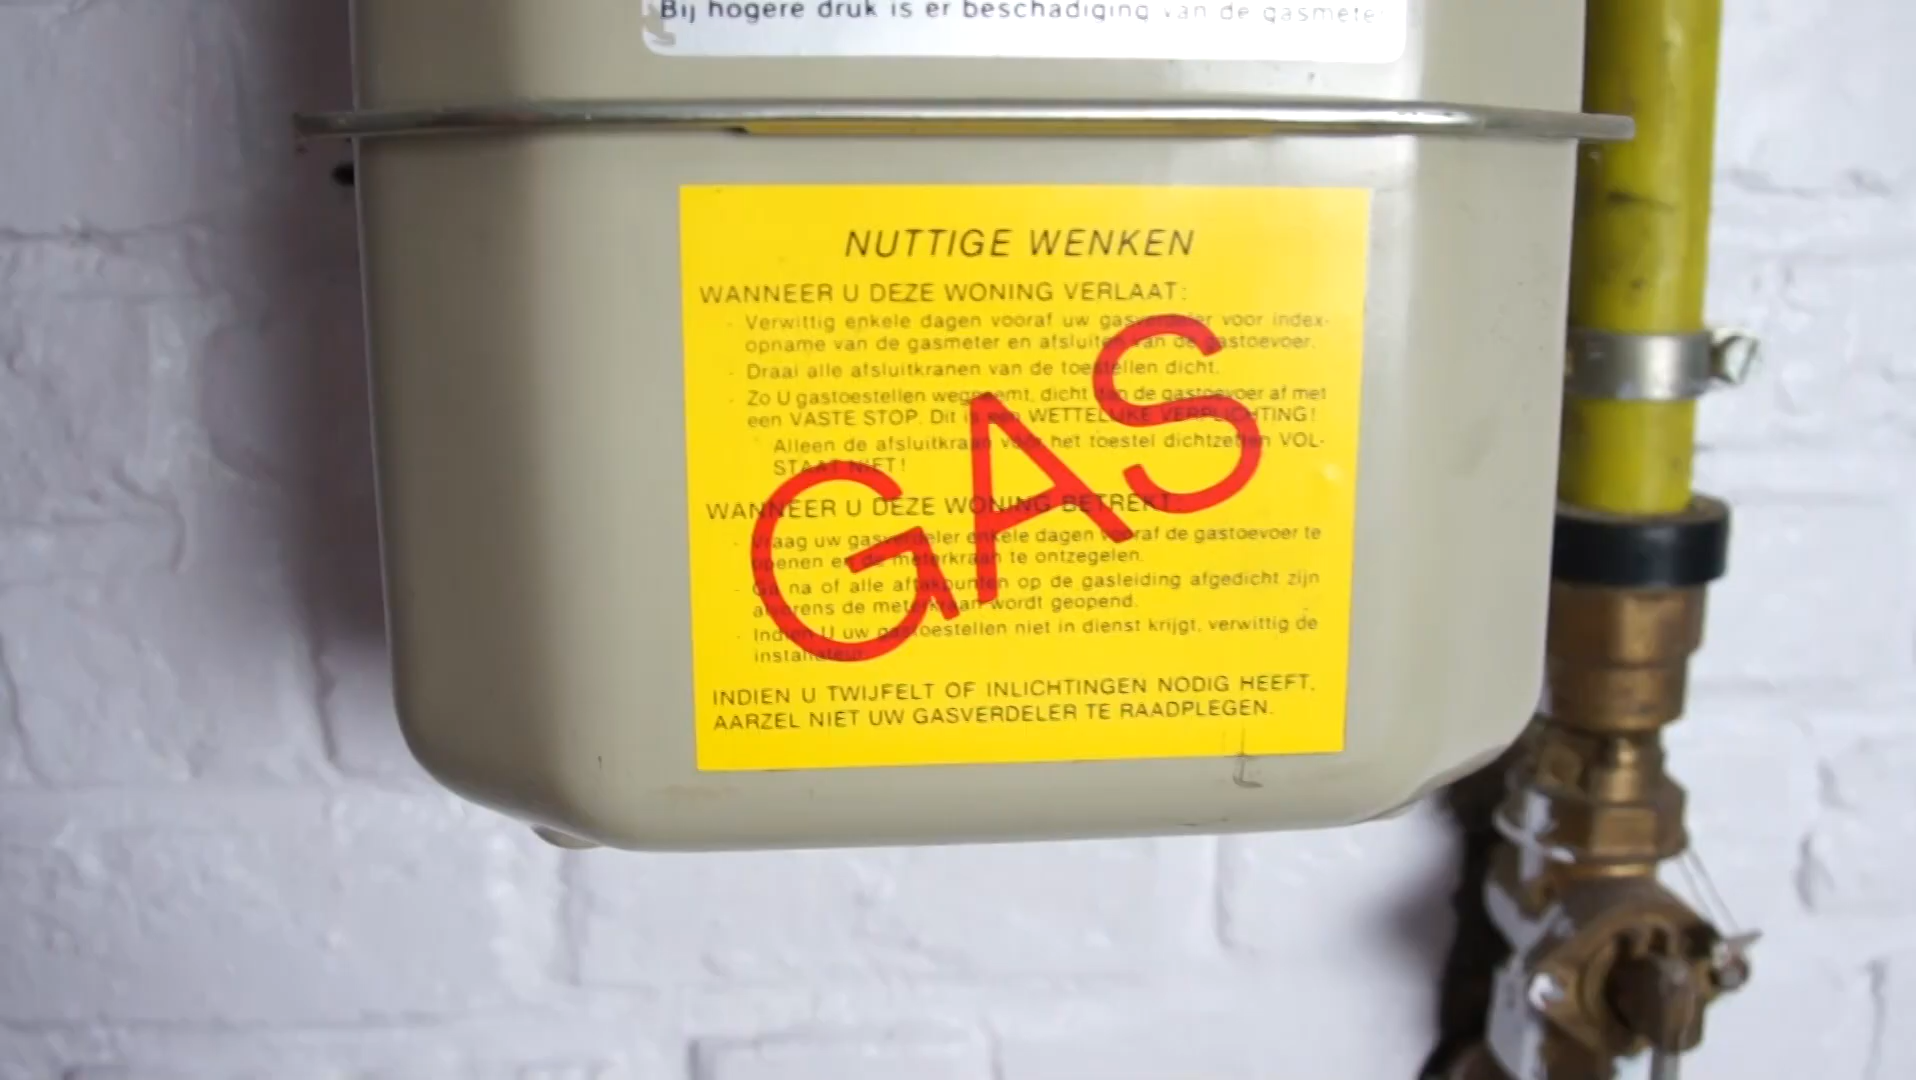 Bij hogere druk is er beschadiging van de gasmeter
NUTTIGE WENKEN
WANNEER U DEZE WONING VERLAAT:
- Verwittig enkele dagen vooraf uw gasverdeler voor index-
opname van de gasmeter en afsluiten van de gastoevoer.
- Draai alle afsluitkranen van de toestellen dicht.
- Zo U gastoestellen wegneemt, dicht dan de gastoevoer af met
een VASTE STOP. Dit is een WETTELIJKE VERPLICHTING!
Alleen de afsluitkraan voor het toestel dichtzetten VOL-
STAAT NIET!
WANNEER U DEZE WONING BETREKT:
- Vraag uw gasverdeler enkele dagen vooraf de gastoevoer te
openen en de meterkraan te ontzegelen.
- Ga na of alle aftakpunten op de gasleiding afgedicht zijn
alvorens de meterkraan wordt geopend.
- Indien U uw gastoestellen niet in dienst krijgt, verwittig de
installateur.
INDIEN U TWIJFELT OF INLICHTINGEN NODIG HEEFT,
AARZEL NIET UW GASVERDELER TE RAADPLEGEN.
GAS